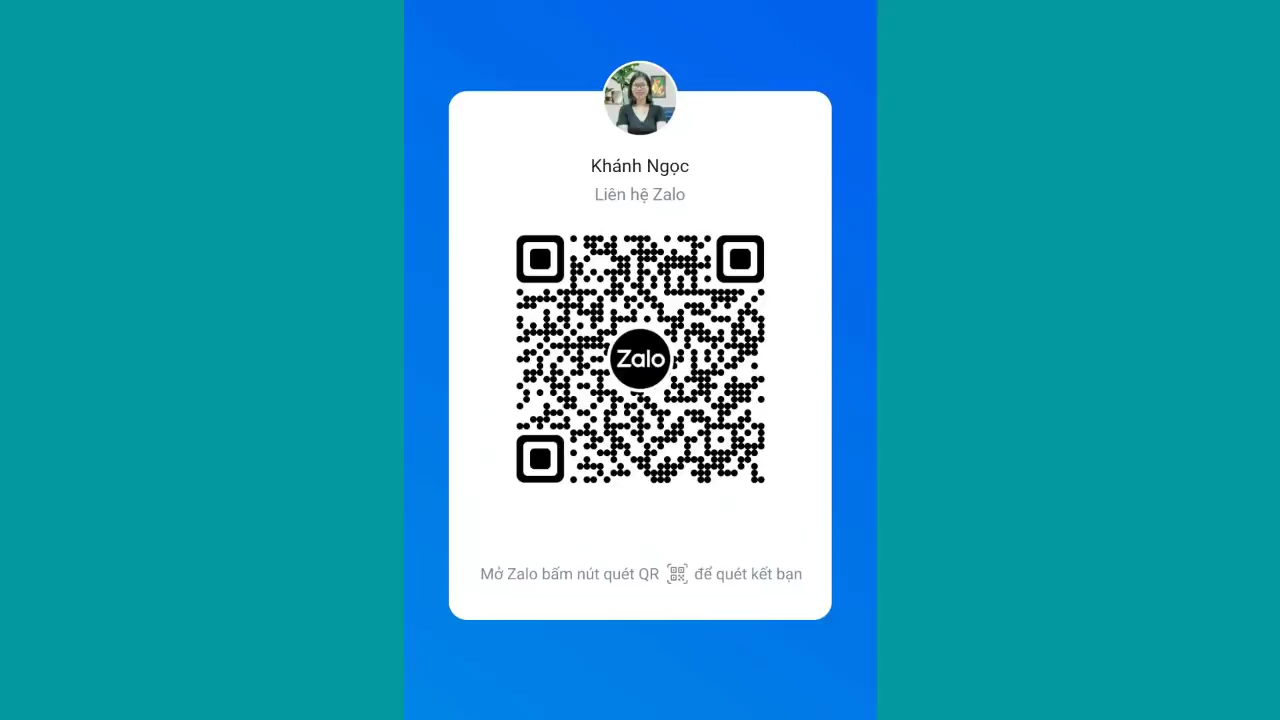 Khánh Ngọc
Liên hệ Zalo
Zalo
Mở Zalo bấm nút quét QR để quét kết bạn